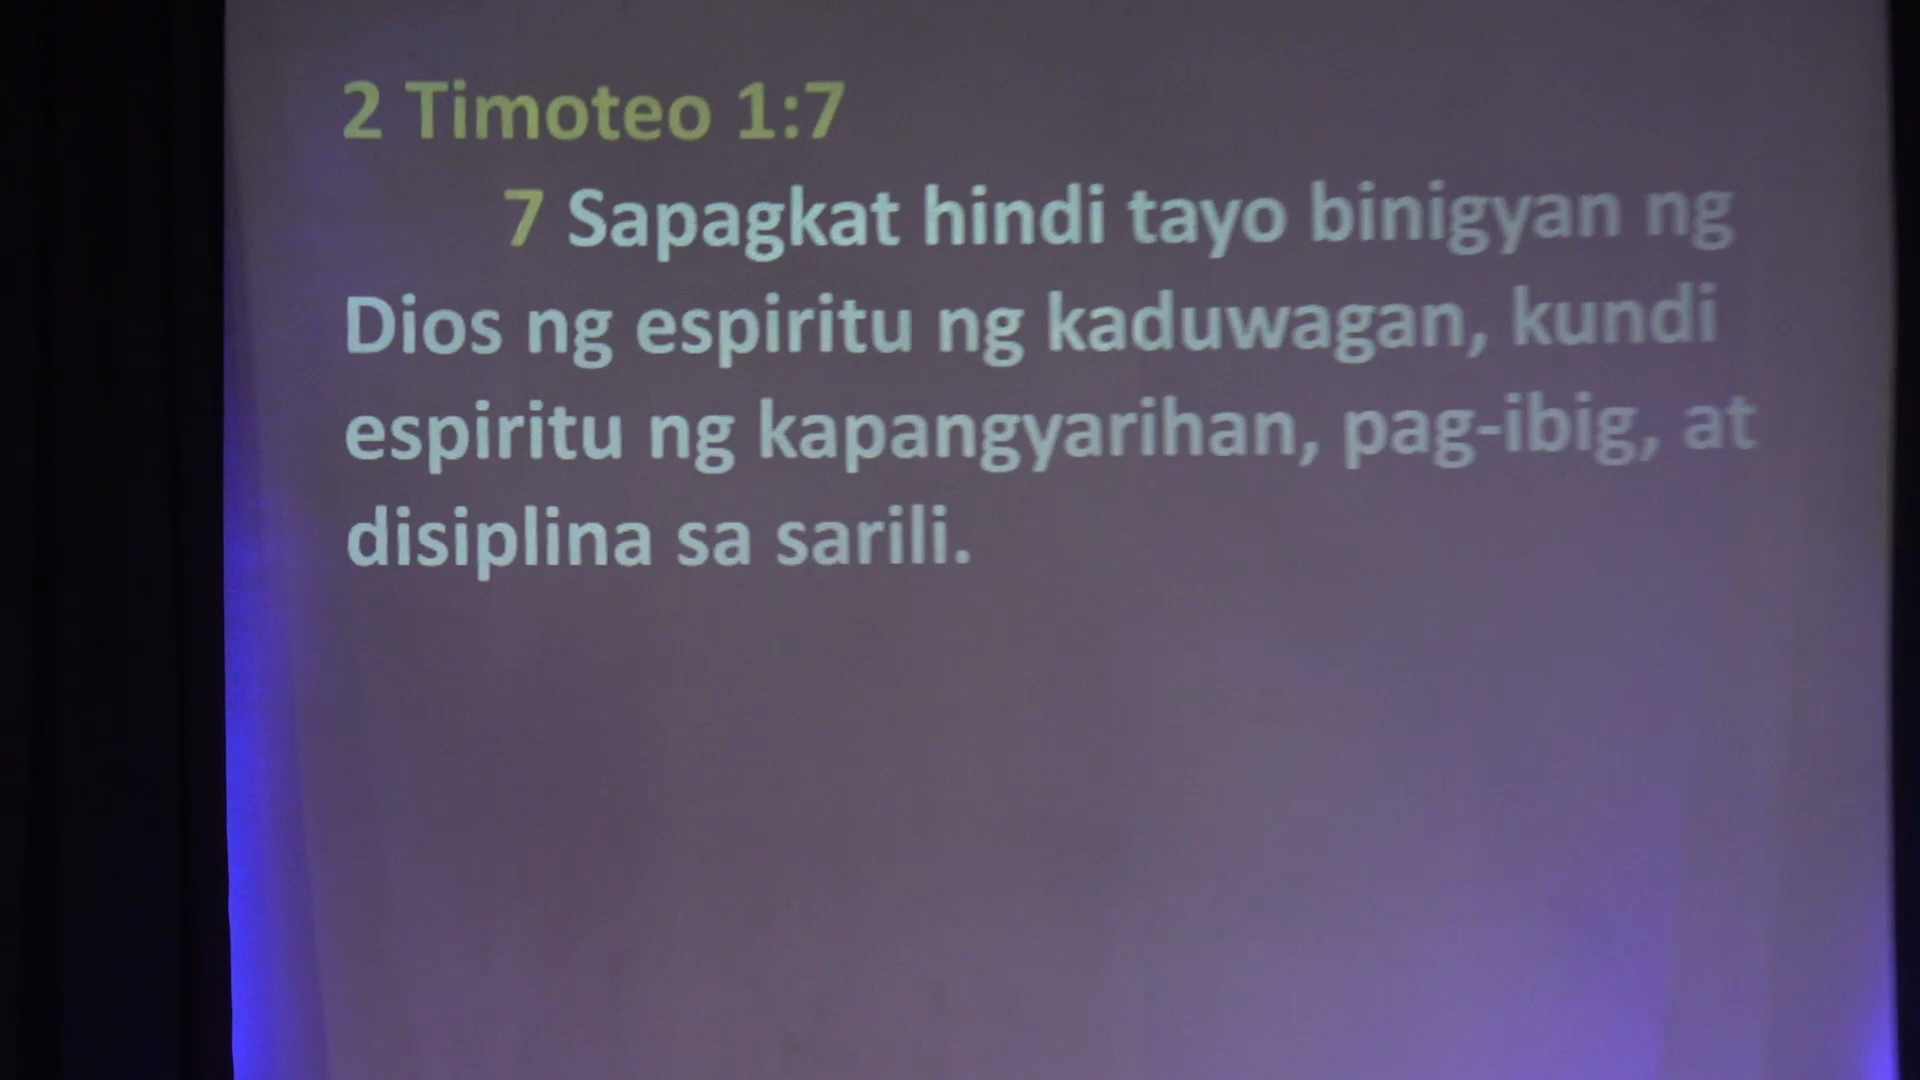 2 Timoteo 1:7
7 Sapagkat hindi tayo binigyan ng
Dios ng espiritu ng kaduwagan, kundi
espiritu ng kapangyarihan, pag-ibig, at
disiplina sa sarili.